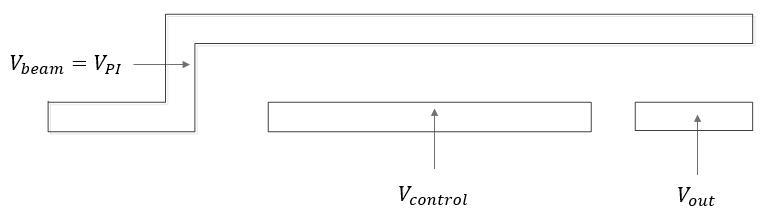 V_beam = V_PI
V_control
V_out